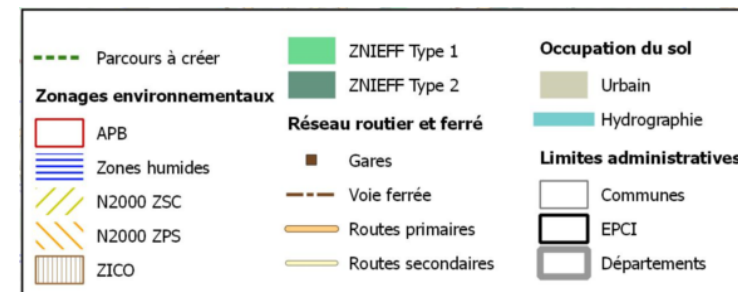 Parcours à créer
Zonages environnementaux
APB
Zones humides
N2000 ZSC
N2000 ZPS
ZICO
ZNIEFF Type 1
ZNIEFF Type 2
Réseau routier et ferré
Gares
Voie ferrée
Routes primaires
Routes secondaires
Occupation du sol
Urbain
Hydrographie
Limites administratives
Communes
EPCI
Départements